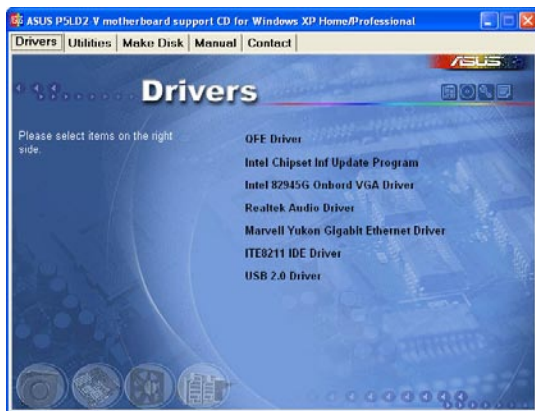 ASUS P5LD2-V motherboard support CD for Windows XP Home/Professional
Drivers Utilities Make Disk Manual Contact
ASUS
Drivers
Please select items on the right
side.
QFE Driver
Intel Chipset Inf Update Program
Intel 82945G Onbord VGA Driver
Realtek Audio Driver
Marvell Yukon Gigabit Ethernet Driver
ITE8211 IDE Driver
USB 2.0 Driver